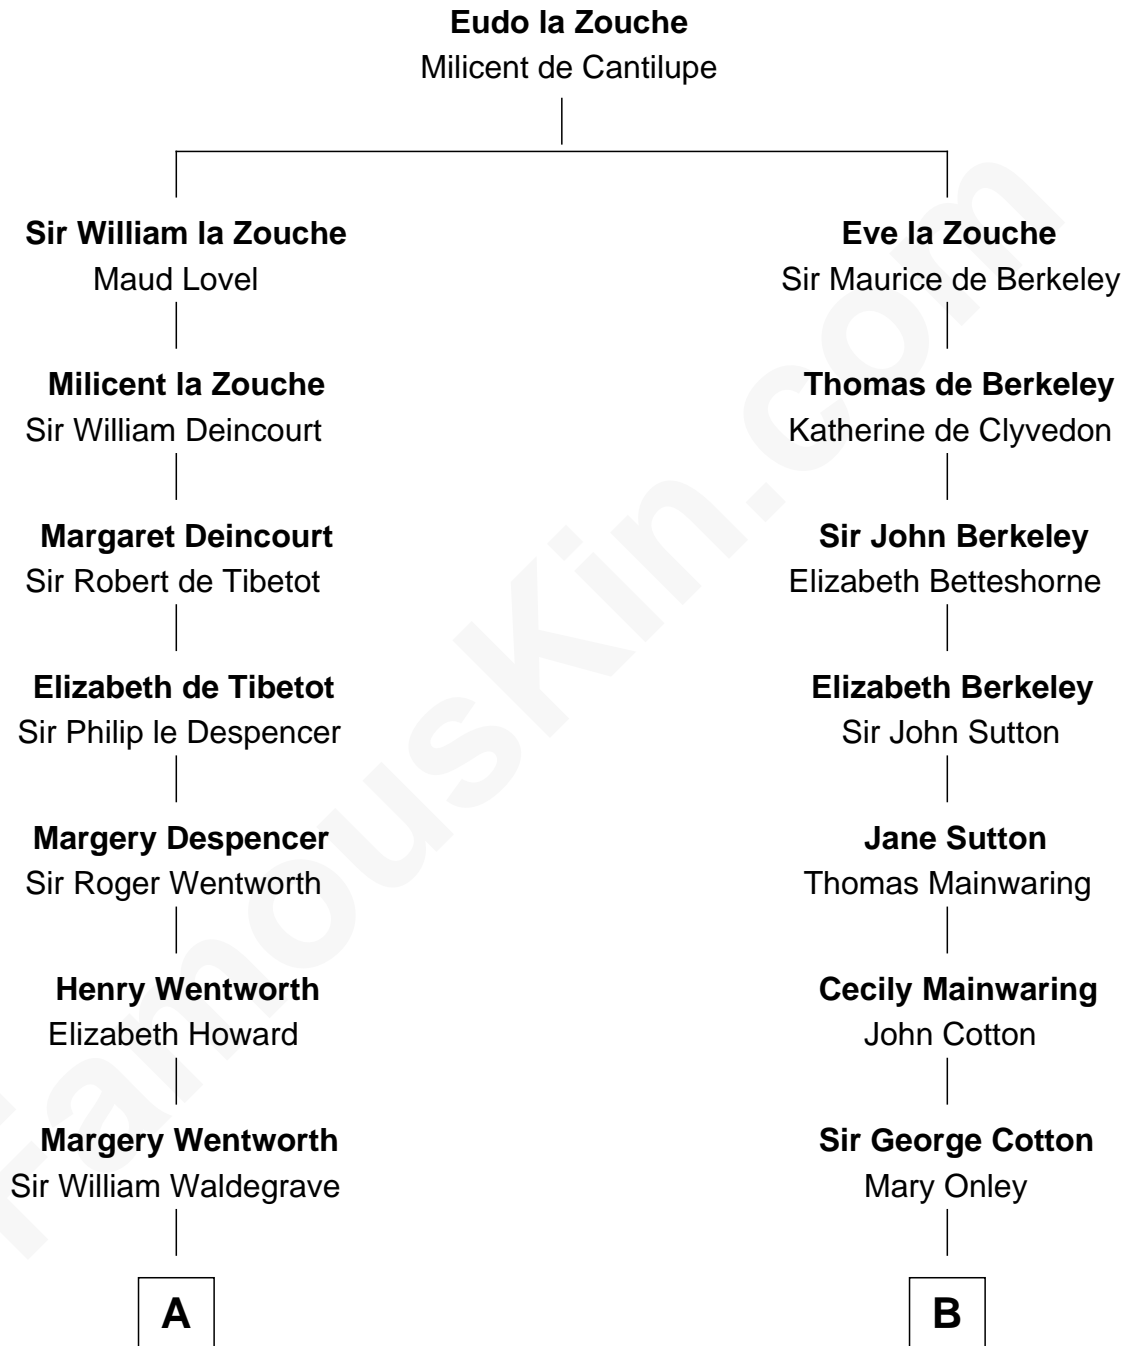 Eudo la Zouche
Milicent de Cantilupe
Sir William la Zouche
Maud Lovel
Milicent la Zouche
Sir William Deincourt
Margaret Deincourt
Sir Robert de Tibetot
Elizabeth de Tibetot
Sir Philip le Despencer
Margery Despencer
Sir Roger Wentworth
Henry Wentworth
Elizabeth Howard
Margery Wentworth
Sir William Waldegrave
A
Eve la Zouche
Sir Maurice de Berkeley
Thomas de Berkeley
Katherine de Clyvedon
Sir John Berkeley
Elizabeth Betteshorne
Elizabeth Berkeley
Sir John Sutton
Jane Sutton
Thomas Mainwaring
Cecily Mainwaring
John Cotton
Sir George Cotton
Mary Onley
B
FamousKin.com